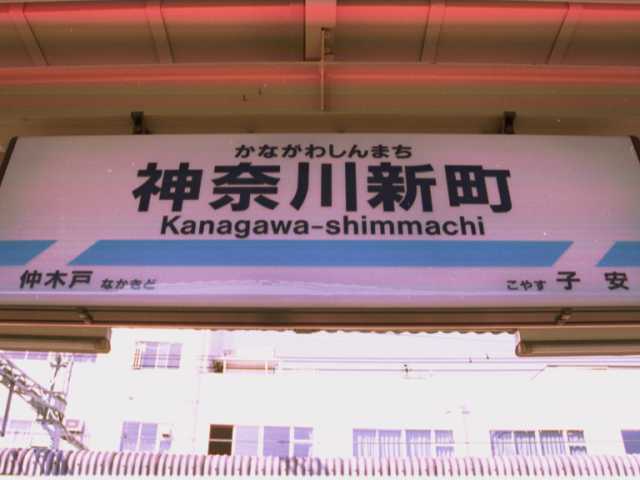 かながわしんまち
神奈川新町
Kanagawa-shimmachi
仲木戸 なかきど
こやす 子安